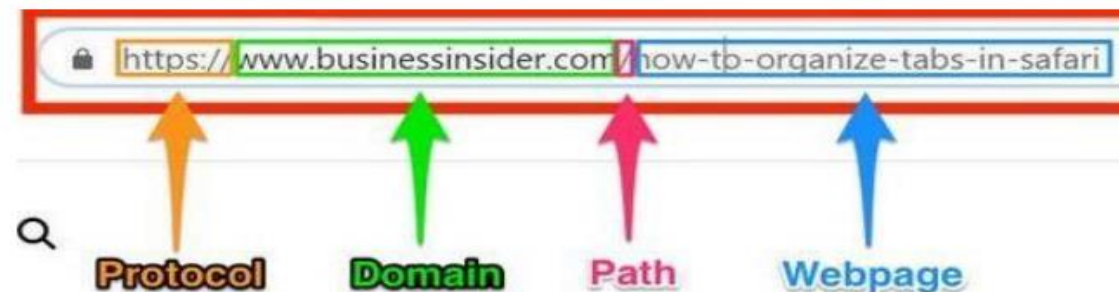 https://www.businessinsider.com/how-to-organize-tabs-in-safari
Protocol Domain Path Webpage